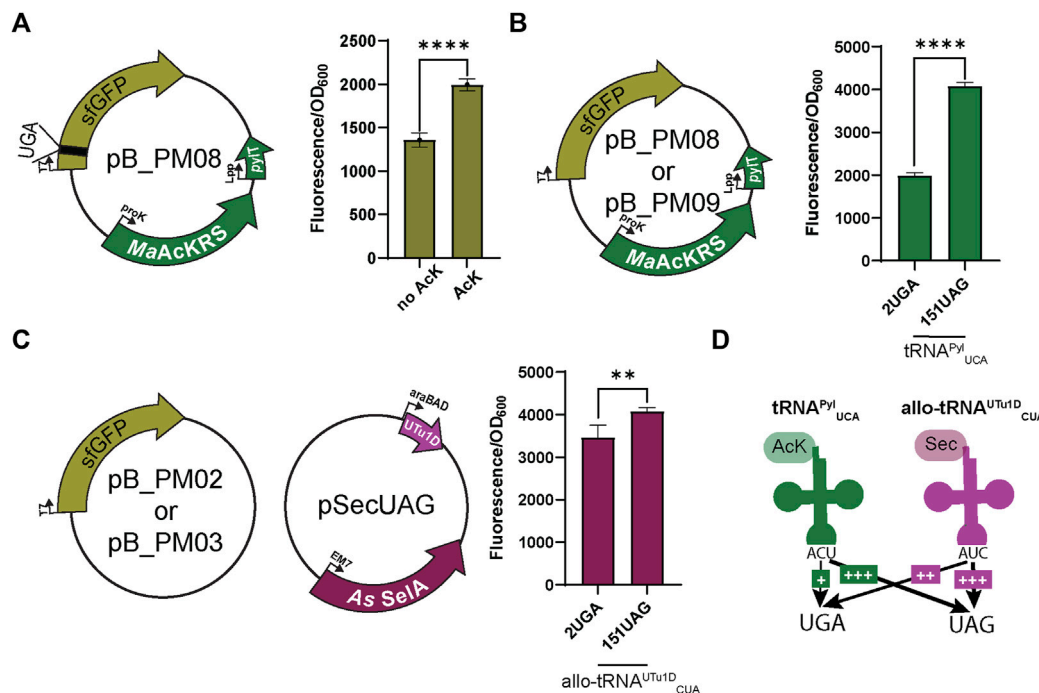 A
UGA
sfGFP
T7
pB_PM08
Lpp
pylT
proK
MaAcKRS
Fluorescence/OD600
2500
2000
1500
1000
500
0
****
no AcK
AcK
B
sfGFP
T7
pB_PM08
or
pB_PM09
Lpp
pylT
proK
MaAcKRS
Fluorescence/OD600
5000
4000
3000
2000
1000
0
****
2UGA
151UAG
tRNAPylUCA
C
sfGFP
T7
pB_PM02
or
pB_PM03
araBAD
UTu1D
pSecUAG
EM7
As SelA
Fluorescence/OD600
5000
4000
3000
2000
1000
0
**
2UGA
151UAG
allo-tRNAUTu1DCUA
D
tRNAPylUCA
allo-tRNAUTu1DCUA
AcK
Sec
ACU
AUC
+
+++
++
+++
UGA
UAG